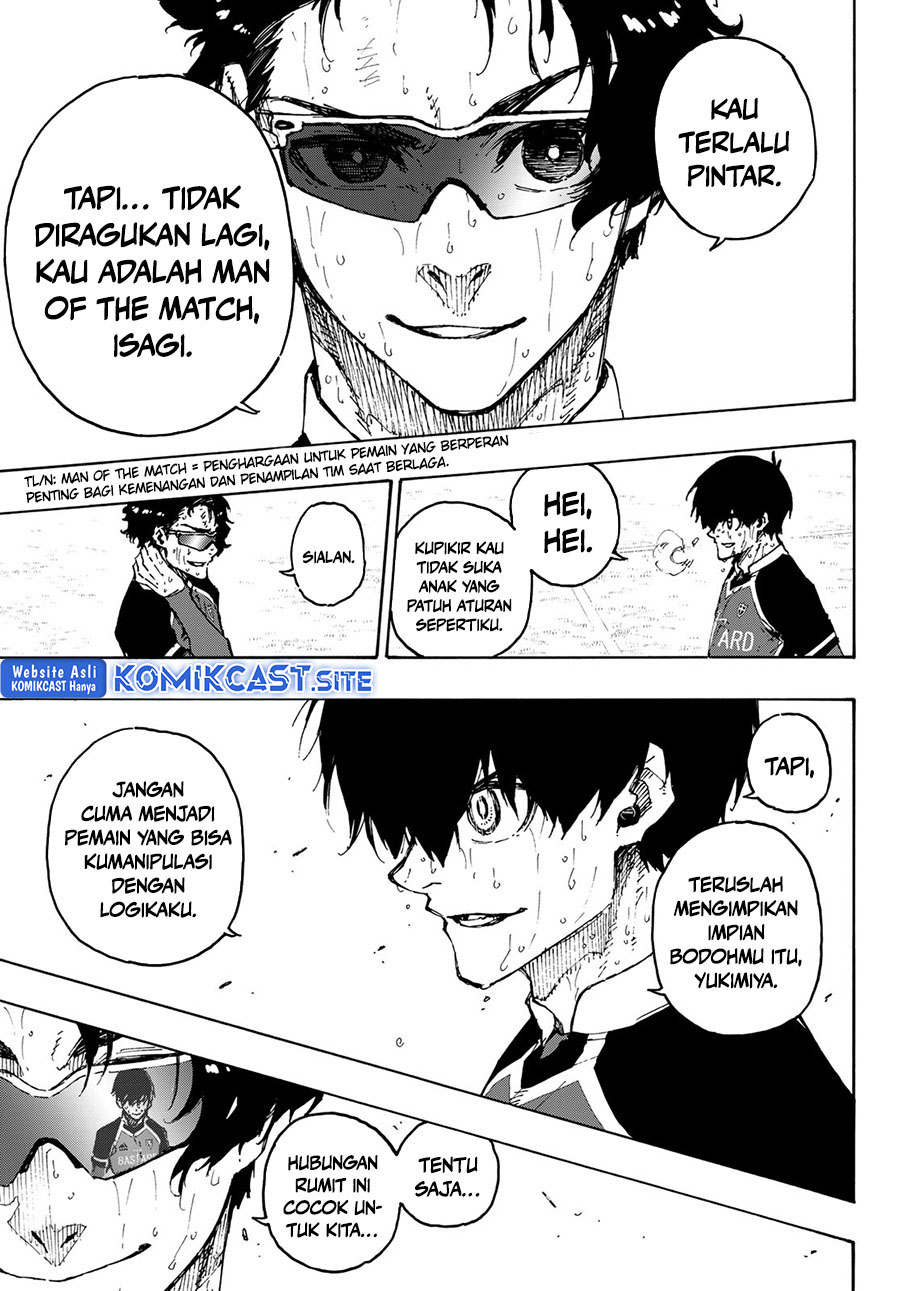 KAU
TERLALU
PINTAR.
TAPI... TIDAK
DIRAGUKAN LAGI,
KAU ADALAH MAN
OF THE MATCH,
ISAGI.
TL/N: MAN OF THE MATCH = PENGHARGAAN UNTUK PEMAIN YANG BERPERAN
PENTING BAGI KEMENANGAN DAN PENAMPILAN TIM SAAT BERLAGA.
HEI,
HEI.
KUPIKIR KAU
TIDAK SUKA
ANAK YANG
PATUH ATURAN
SEPERTIKU.
ARD
SIALAN.
Website Asli
KOMIKCAST Hanya
KOMIKCAST.SITE
TAPI,
TERUSLAH
MENGIMPIKAN
IMPIAN
BODOHMU ITU,
YUKIMIYA.
JANGAN
CUMA MENJADI
PEMAIN YANG BISA
KUMANIPULASI
DENGAN
LOGIKAKU.
TENTU
SAJA...
HUBUNGAN
RUMIT INI
COCOK UN-
TUK KITA...
BASTARD